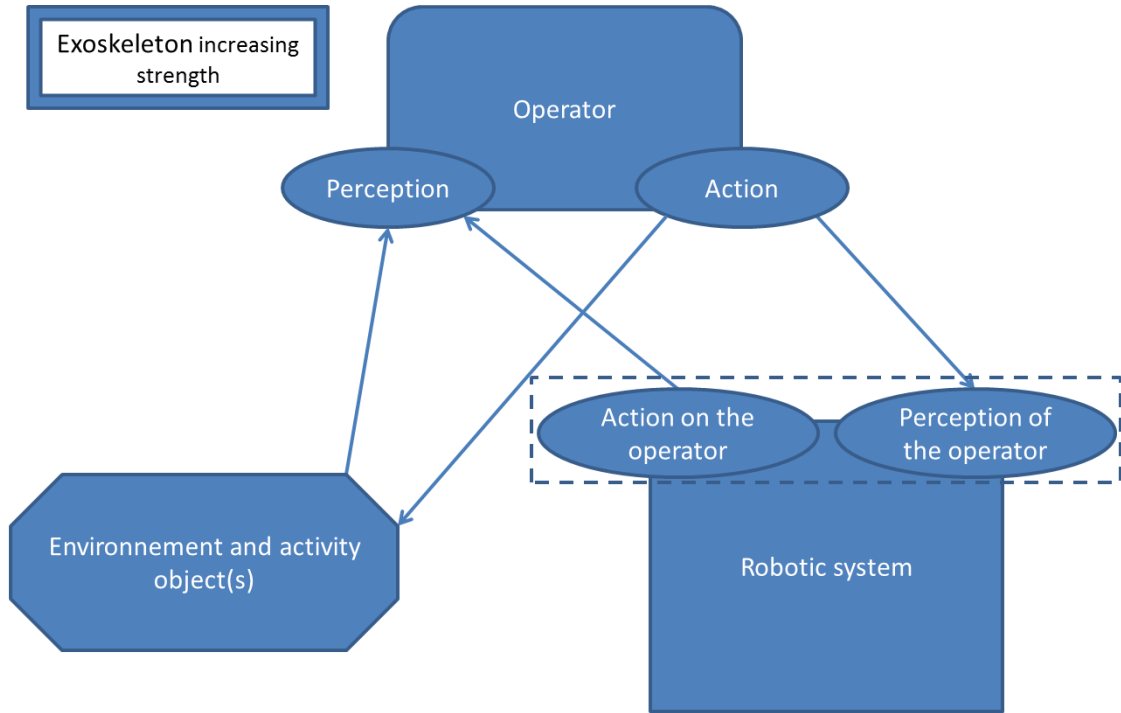 Exoskeleton increasing
strength
Operator
Perception
Action
Action on the
operator
Perception of
the operator
Environnement and activity
object(s)
Robotic system